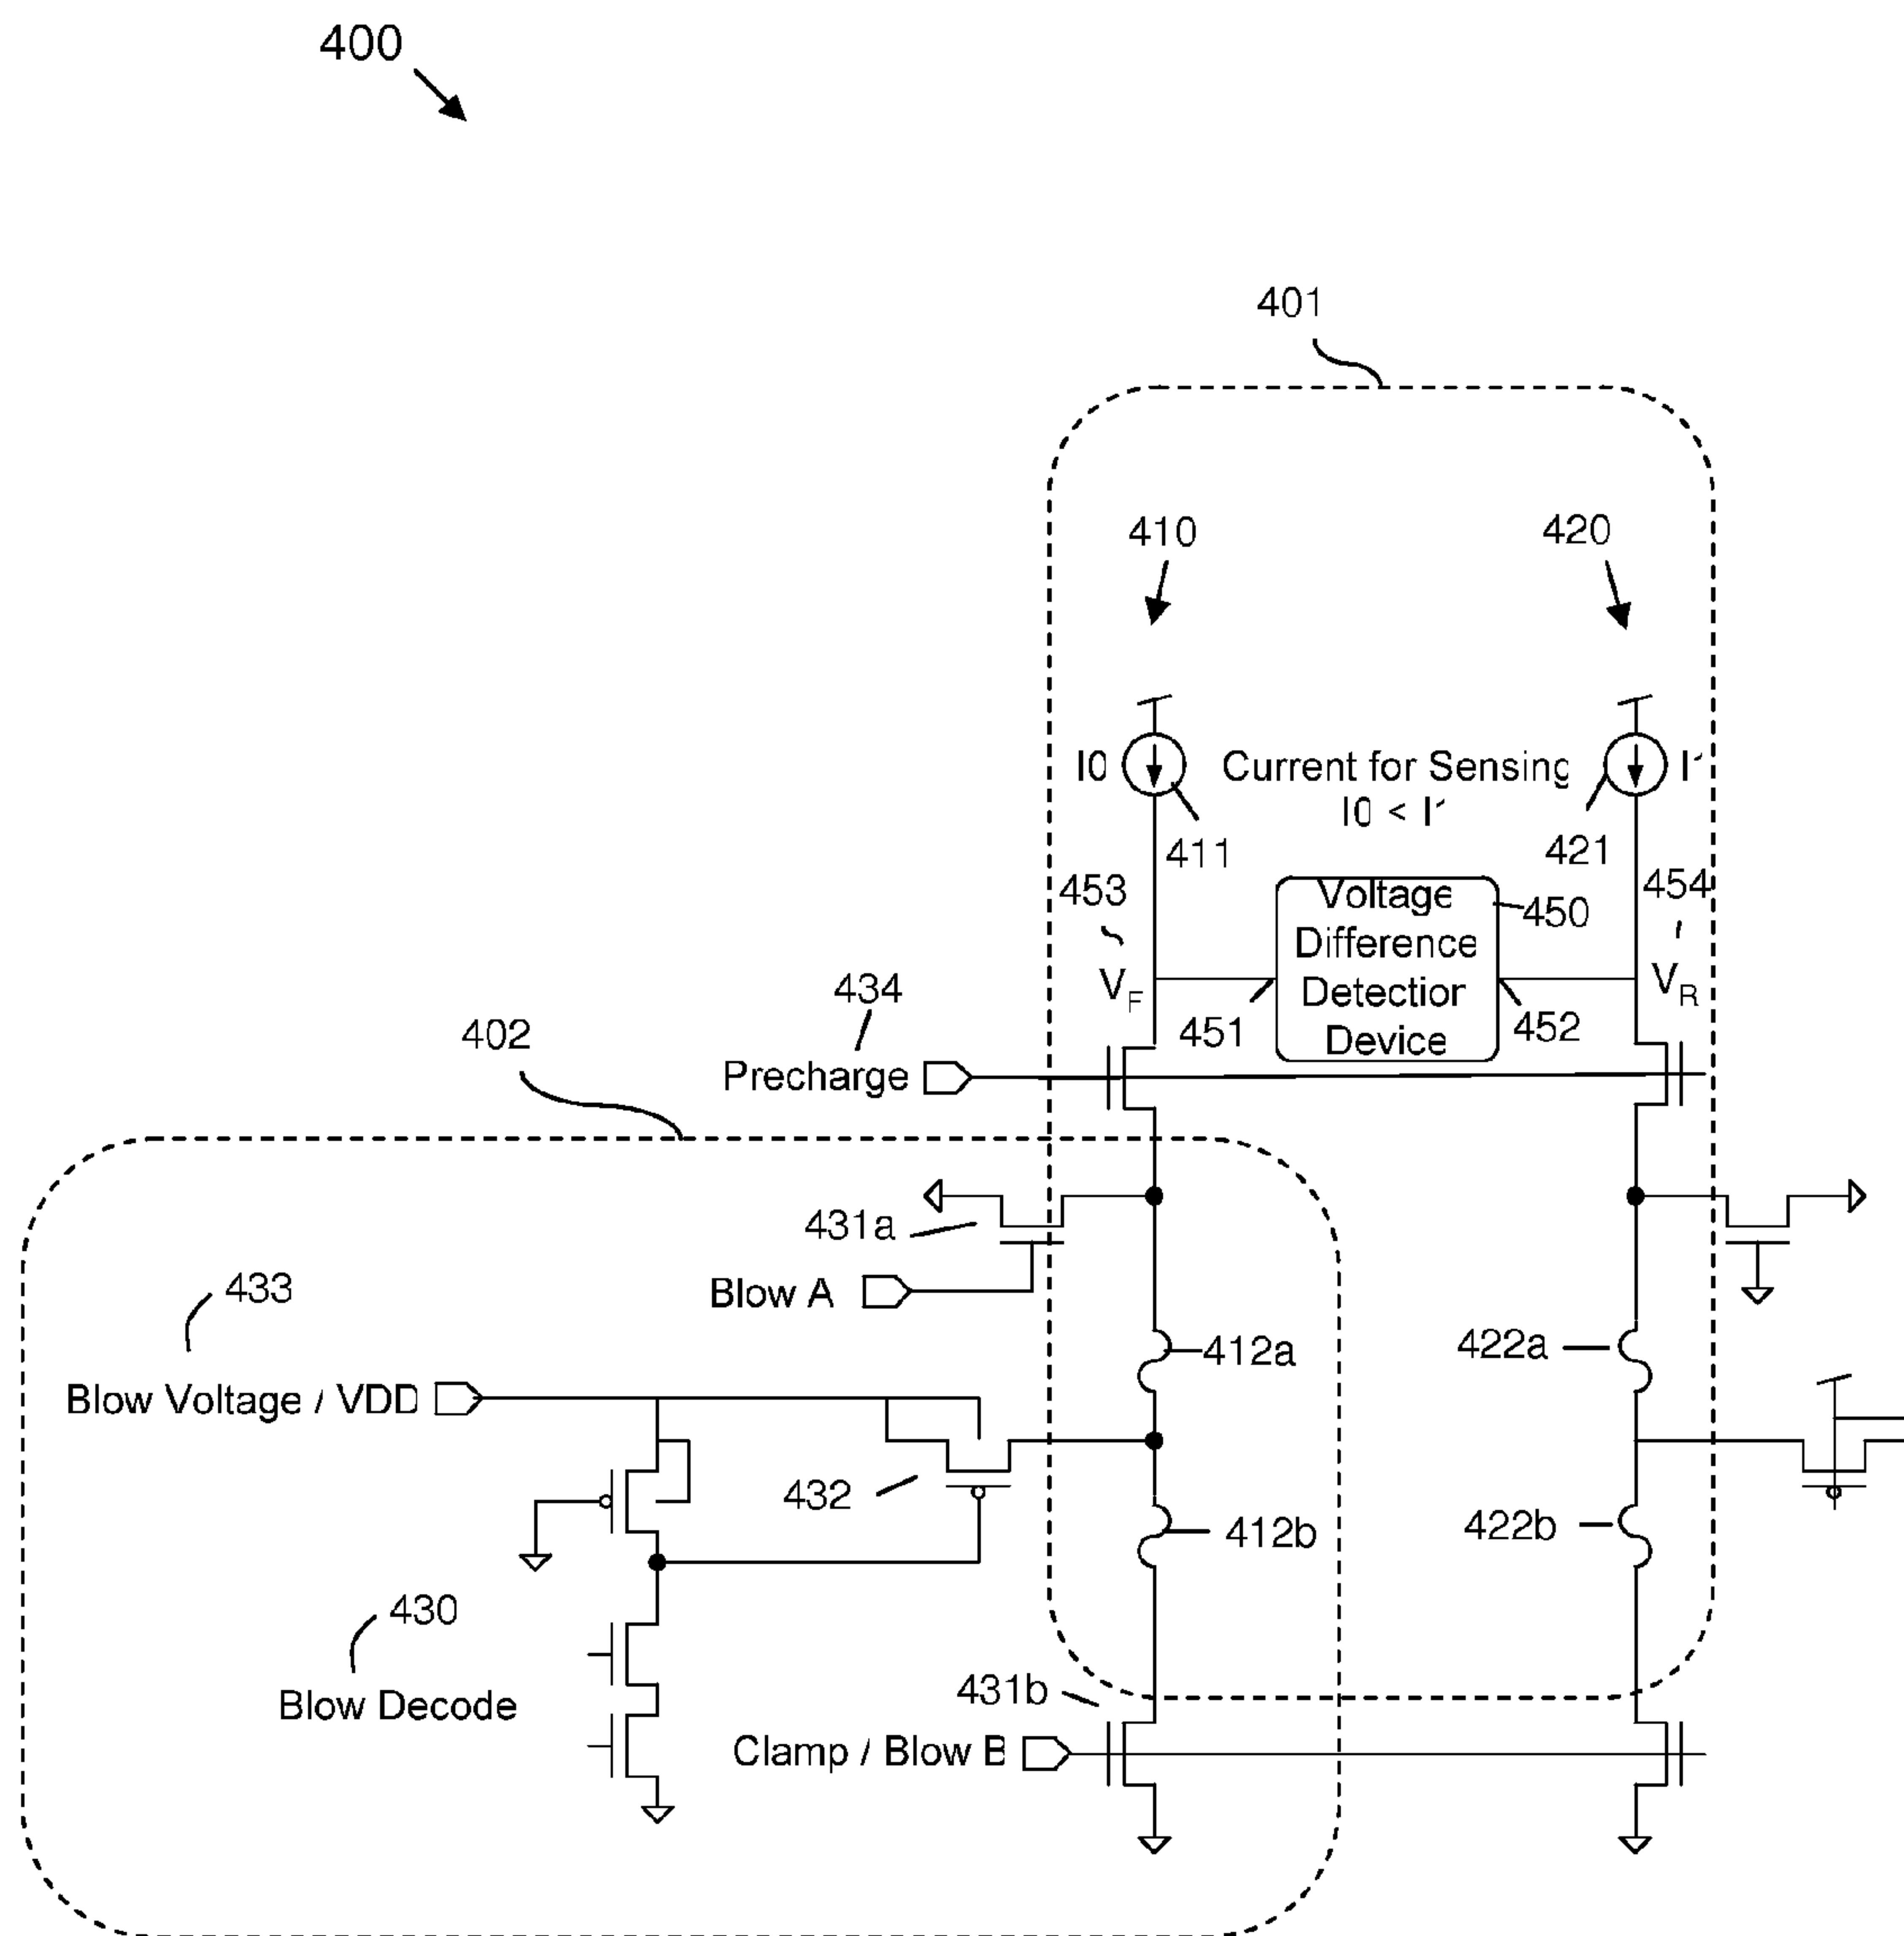 400
401
410
420
I0
Current for Sensing
I1
I0 < I1
411
421
453
454
Voltage
Difference
Detection
Device
450
VF
VR
451
452
434
Precharge
402
431a
Blow A
433
412a
422a
Blow Voltage / VDD
432
412b
422b
430
Blow Decode
431b
Clamp / Blow B